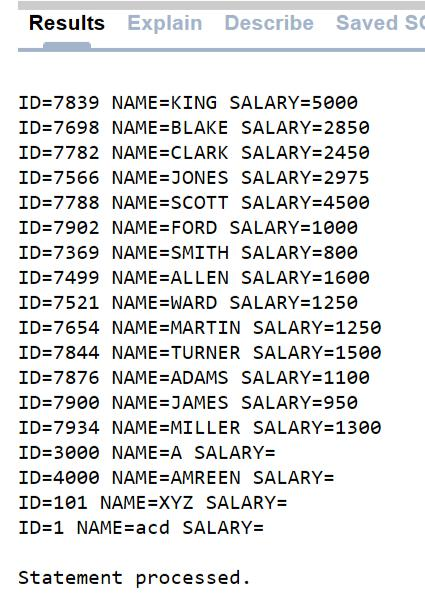 Results Explain Describe Saved
ID=7839 NAME=KING SALARY=5000
ID=7698 NAME=BLAKE SALARY=2850
ID=7782 NAME=CLARK SALARY=2450
ID=7566 NAME=JONES SALARY=2975
ID=7788 NAME=SCOTT SALARY=4500
ID=7902 NAME=FORD SALARY=1000
ID=7369 NAME=SMITH SALARY=800
ID=7499 NAME=ALLEN SALARY=1600
ID=7521 NAME=WARD SALARY=1250
ID=7654 NAME=MARTIN SALARY=1250
ID=7844 NAME=TURNER SALARY=1500
ID=7876 NAME=ADAMS SALARY=1100
ID=7900 NAME=JAMES SALARY=950
ID=7934 NAME=MILLER SALARY=1300
ID=3000 NAME=A SALARY=
ID=4000 NAME=AMREEN SALARY=
ID=101 NAME=XYZ SALARY=
ID=1 NAME=acd SALARY=
Statement processed.